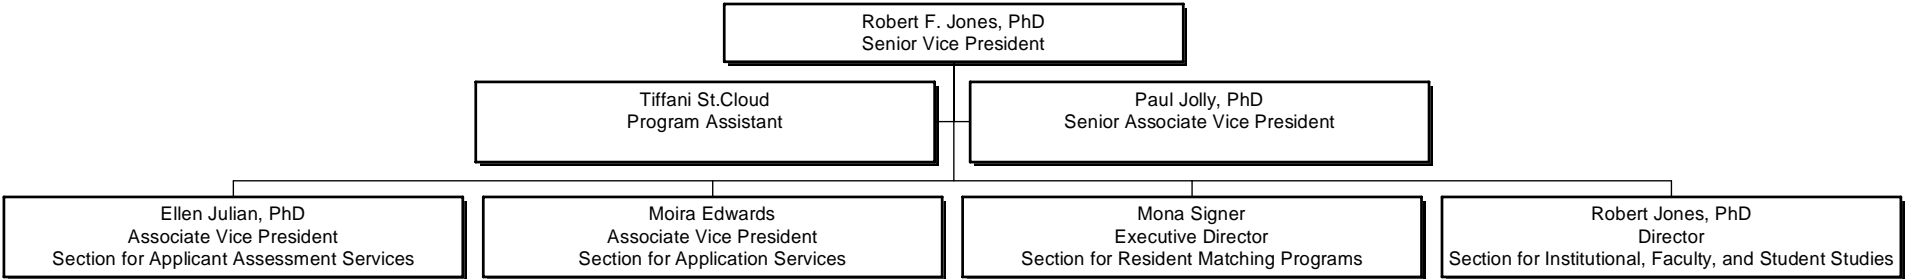 Robert F. Jones, PhD
Senior Vice President
Tiffani St.Cloud
Program Assistant
Paul Jolly, PhD
Senior Associate Vice President
Ellen Julian, PhD
Associate Vice President
Section for Applicant Assessment Services
Moira Edwards
Associate Vice President
Section for Application Services
Mona Signer
Executive Director
Section for Resident Matching Programs
Robert Jones, PhD
Director
Section for Institutional, Faculty, and Student Studies